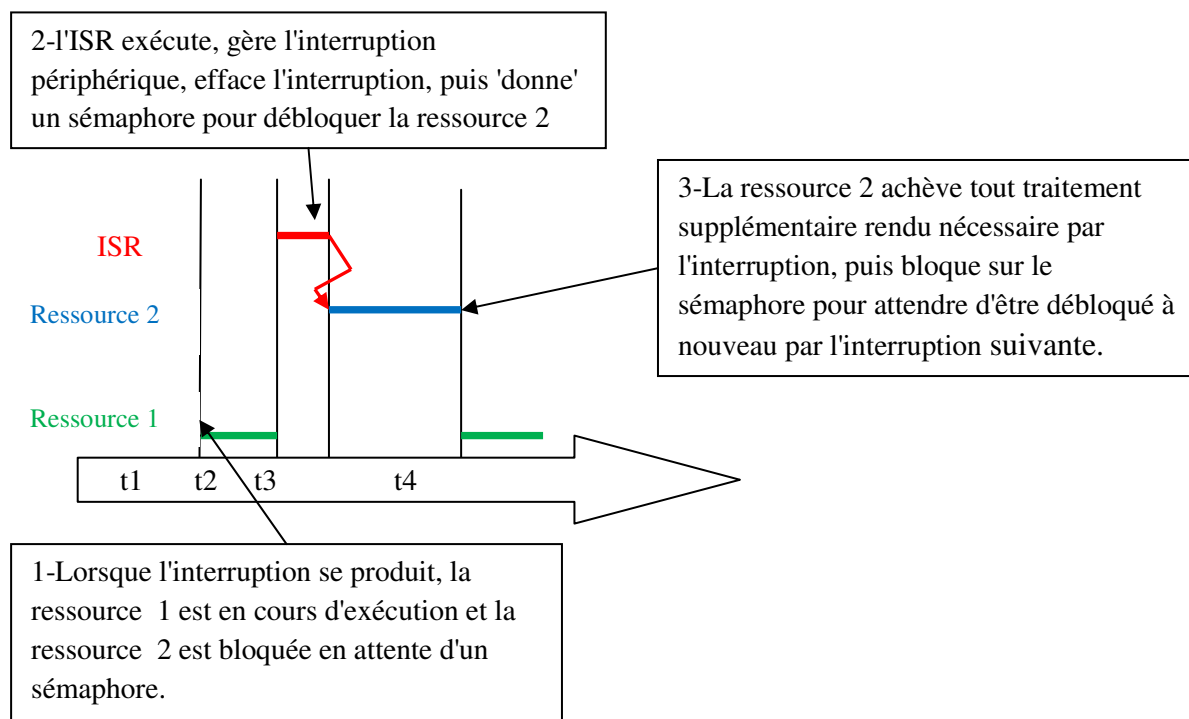 2-l'ISR exécute, gère l'interruption
périphérique, efface l'interruption, puis 'donne'
un sémaphore pour débloquer la ressource 2
3-La ressource 2 achève tout traitement
supplémentaire rendu nécessaire par
l'interruption, puis bloque sur le
sémaphore pour attendre d'être débloqué à
nouveau par l'interruption suivante.
ISR
Ressource 2
Ressource 1
t1 t2 t3 t4
1-Lorsque l'interruption se produit, la
ressource 1 est en cours d'exécution et la
ressource 2 est bloquée en attente d'un
sémaphore.